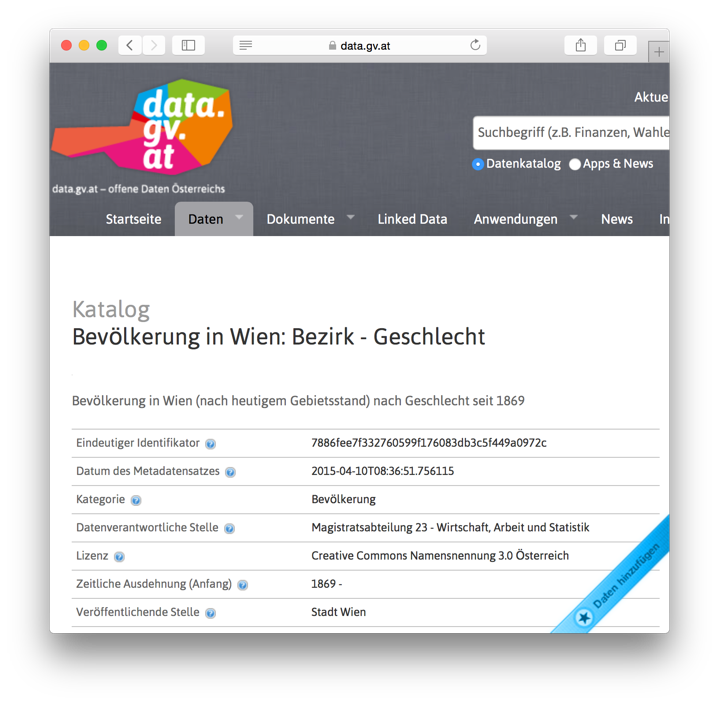 data.gv.at
data.
gv.
at
data.gv.at – offene Daten Österreichs
Aktue
Suchbegriff (z.B. Finanzen, Wahle
Datenkatalog Apps & News
Startseite Daten Dokumente Linked Data Anwendungen News In
Katalog
Bevölkerung in Wien: Bezirk - Geschlecht
Bevölkerung in Wien (nach heutigem Gebietsstand) nach Geschlecht seit 1869
Eindeutiger Identifikator ? 7886fee7f332760599f176083db3c5f449a0972c
Datum des Metadatensatzes ? 2015-04-10T08:36:51.756115
Kategorie ? Bevölkerung
Datenverantwortliche Stelle ? Magistratsabteilung 23 - Wirtschaft, Arbeit und Statistik
Lizenz ? Creative Commons Namensnennung 3.0 Österreich
Zeitliche Ausdehnung (Anfang) ? 1869 -
Veröffentlichende Stelle ? Stadt Wien
Daten hinzufügen